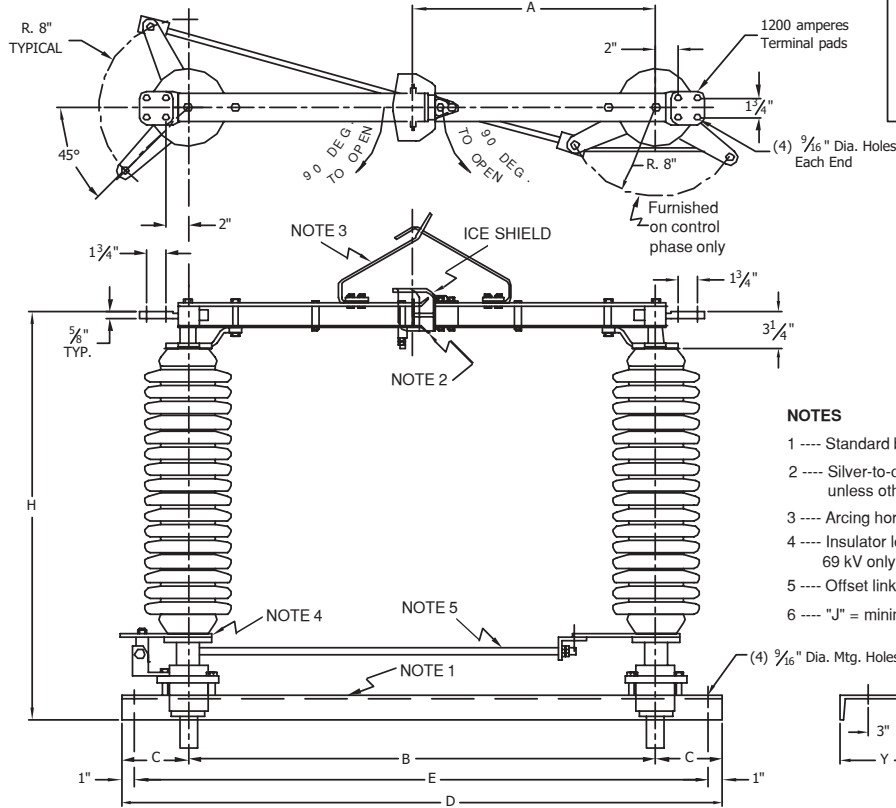 A
R. 8"
TYPICAL
1200 amperes
Terminal pads
2"
1 3/4"
(4) 9/16" Dia. Holes
Each End
45°
90 DEG.
TO OPEN
90 DEG.
TO OPEN
R. 8"
2"
Furnished
on control
phase only
NOTE 3
ICE SHIELD
1 3/4"
1 3/4"
5/8"
TYP.
3 1/4"
NOTE 2
NOTES
1 ---- Standard
2 ---- Silver-to-
unless
3 ---- Arcing
4 ---- Insulator
69 kV only
5 ---- Offset link
6 ---- "J" =
H
NOTE 4
NOTE 5
NOTE 1
(4) 9/16" Dia. Mtg. Holes
3"
Y
C
B
C
1"
E
1"
D